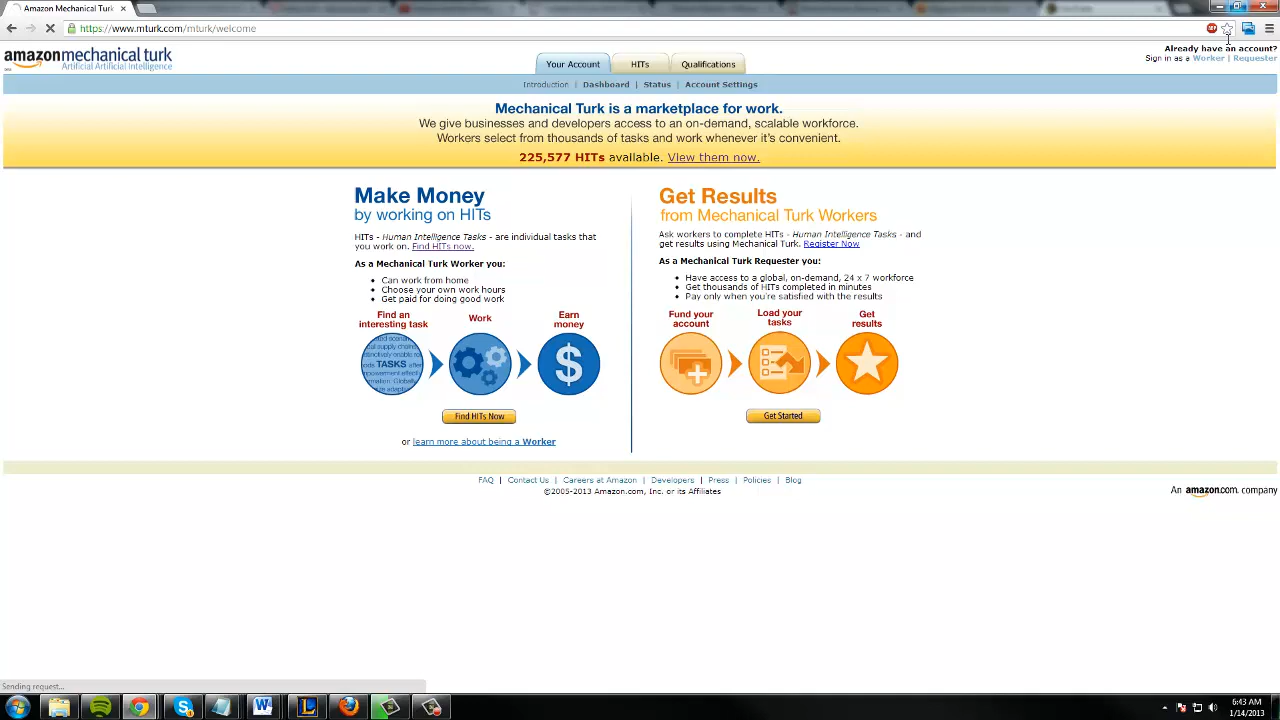 Amazon Mechanical Turk
https://www.mturk.com/mturk/welcome
ABP
amazonmechanical turk
Artificial Artificial Intelligence
Already have an account?
Sign in as a Worker | Requester
Your Account
HITs
Qualifications
Introduction | Dashboard | Status | Account Settings
Mechanical Turk is a marketplace for work.
We give businesses and developers access to an on-demand, scalable workforce.
Workers select from thousands of tasks and work whenever it's convenient.
225,577 HITs available. View them now.
Make Money
by working on HITs
HITs - Human Intelligence Tasks - are individual tasks that
you work on. Find HITs now.
As a Mechanical Turk Worker you:
• Can work from home
• Choose your own work hours
• Get paid for doing good work
Find an
interesting task
Work
Earn
money
TASKS
$
Find HITs Now
or learn more about being a Worker
Get Results
from Mechanical Turk Workers
Ask workers to complete HITs - Human Intelligence Tasks - and
get results using Mechanical Turk. Register Now
As a Mechanical Turk Requester you:
• Have access to a global, on-demand, 24 x 7 workforce
• Get thousands of HITs completed in minutes
• Pay only when you're satisfied with the results
Fund your
account
Load your
tasks
Get
results
Get Started
FAQ | Contact Us | Careers at Amazon | Developers | Press | Policies | Blog
©2005-2013 Amazon.com, Inc. or its Affiliates
An amazon.com. company
Sending request...
6:43 AM
1/14/2013